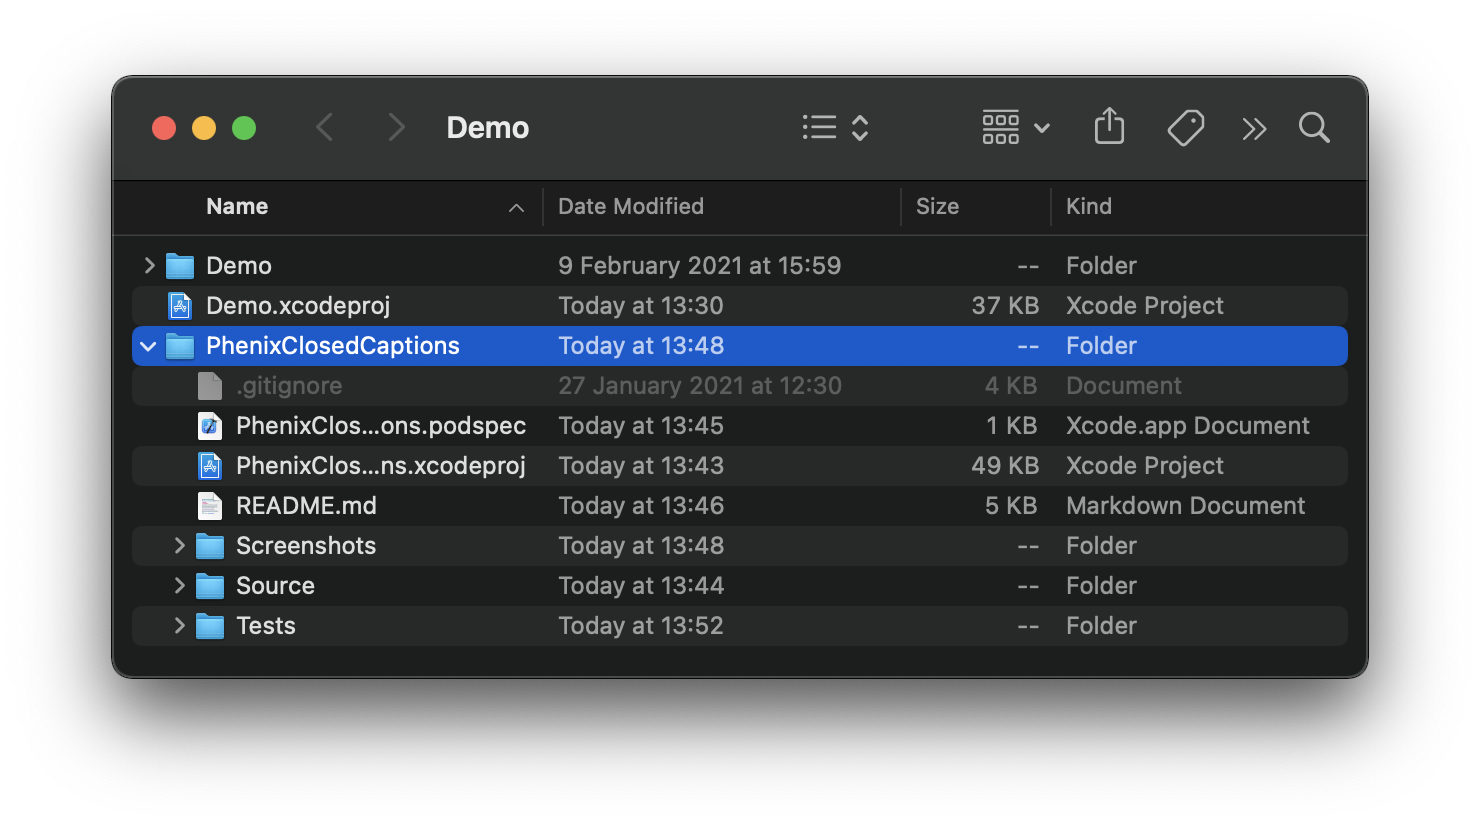 Demo
Name Date Modified Size Kind
Demo 9 February 2021 at 15:59 -- Folder
Demo.xcodeproj Today at 13:30 37 KB Xcode Project
PhenixClosedCaptions Today at 13:48 -- Folder
.gitignore 27 January 2021 at 12:30 4 KB Document
PhenixClos...ons.podspec Today at 13:45 1 KB Xcode.app Document
PhenixClos...ns.xcodeproj Today at 13:43 49 KB Xcode Project
README.md Today at 13:46 5 KB Markdown Document
Screenshots Today at 13:48 -- Folder
Source Today at 13:44 -- Folder
Tests Today at 13:52 -- Folder